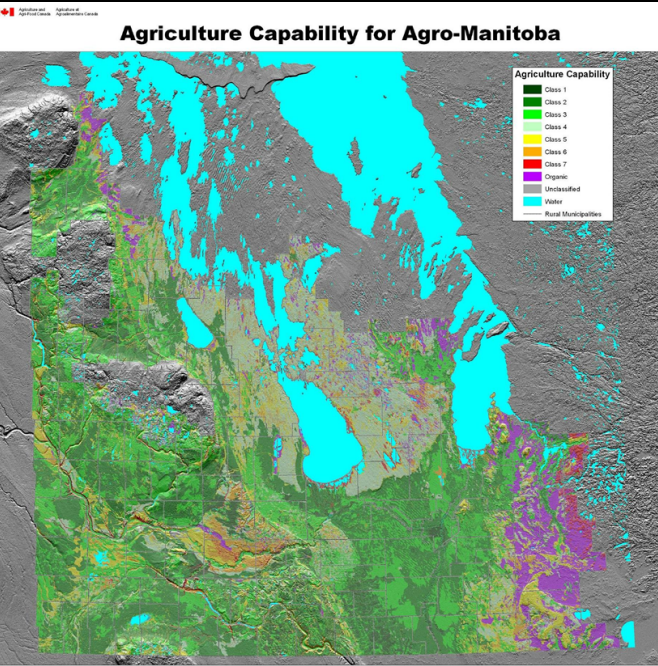 Agriculture and Agriculture et
Agri-Food Canada Agroalimentaire Canada
Agriculture Capability for Agro-Manitoba
Agriculture Capability
Class 1
Class 2
Class 3
Class 4
Class 5
Class 6
Class 7
Organic
Unclassified
Water
Rural Municipalities